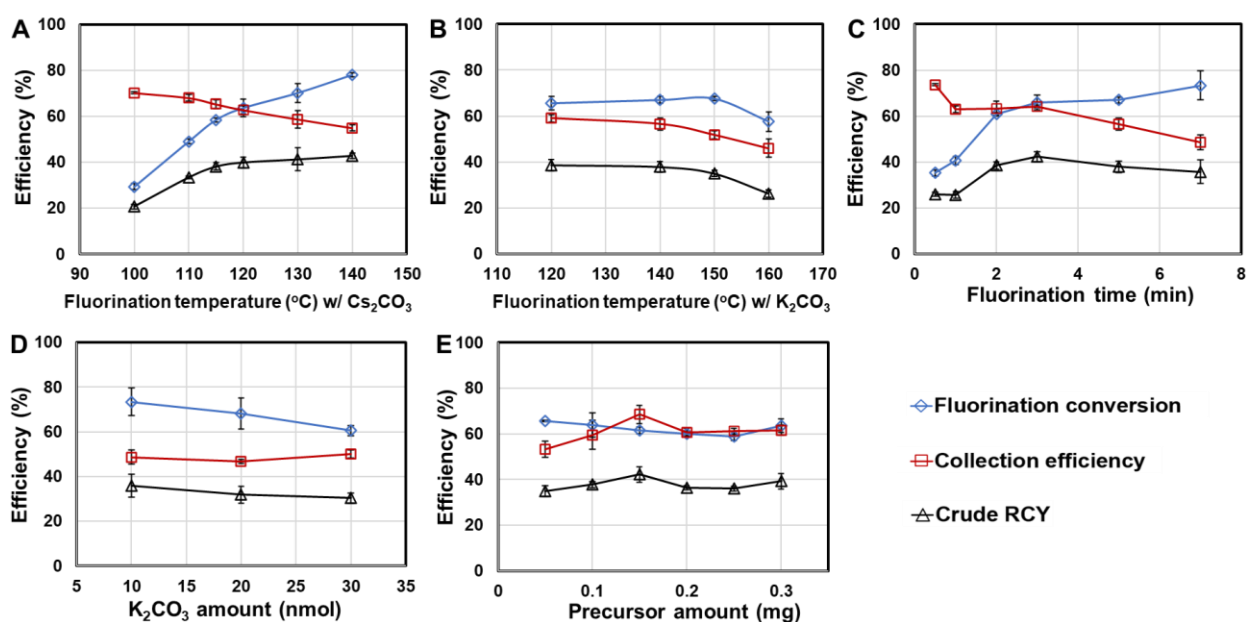 A
Efficiency (%)
100
80
60
40
20
0
90 100 110 120 130 140 150
Fluorination temperature (°C) w/ Cs₂CO₃
B
Efficiency (%)
100
80
60
40
20
0
110 120 130 140 150 160 170
Fluorination temperature (°C) w/ K₂CO₃
C
Efficiency (%)
100
80
60
40
20
0
0 2 4 6 8
Fluorination time (min)
D
Efficiency (%)
100
80
60
40
20
0
5 10 15 20 25 30 35
K₂CO₃ amount (nmol)
E
Efficiency (%)
100
80
60
40
20
0
0 0.1 0.2 0.3
Precursor amount (mg)
Fluorination conversion
Collection efficiency
Crude RCY